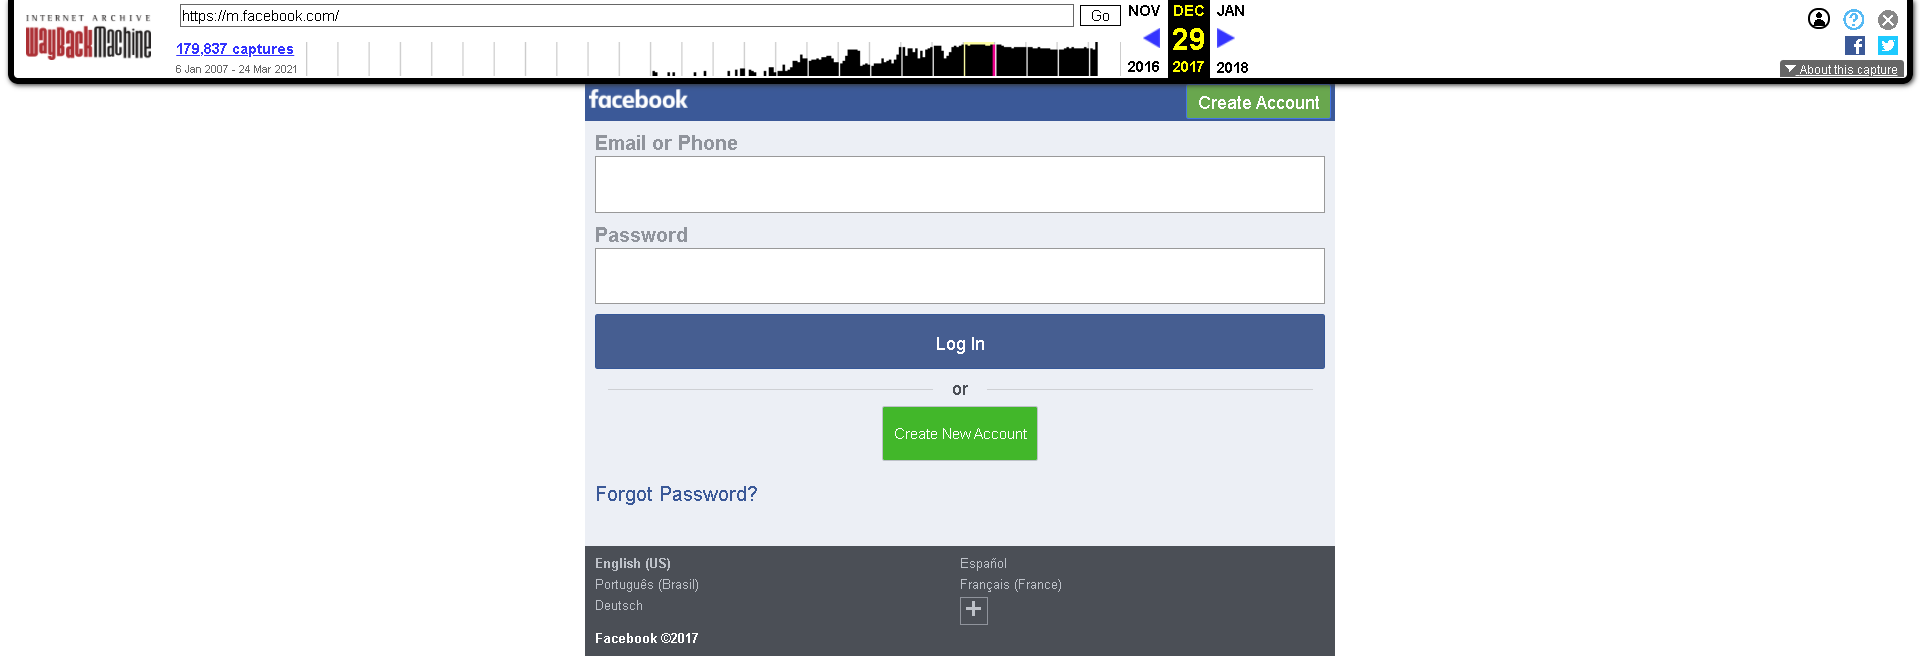 INTERNET ARCHIVE
WayBackMachine
https://m.facebook.com/
Go
179,837 captures
6 Jan 2007 - 24 Mar 2021
NOV DEC JAN
29
2016 2017 2018
About this capture
facebook
Create Account
Email or Phone
Password
Log In
or
Create New Account
Forgot Password?
English (US)
Español
Português (Brasil)
Français (France)
Deutsch
Facebook ©2017